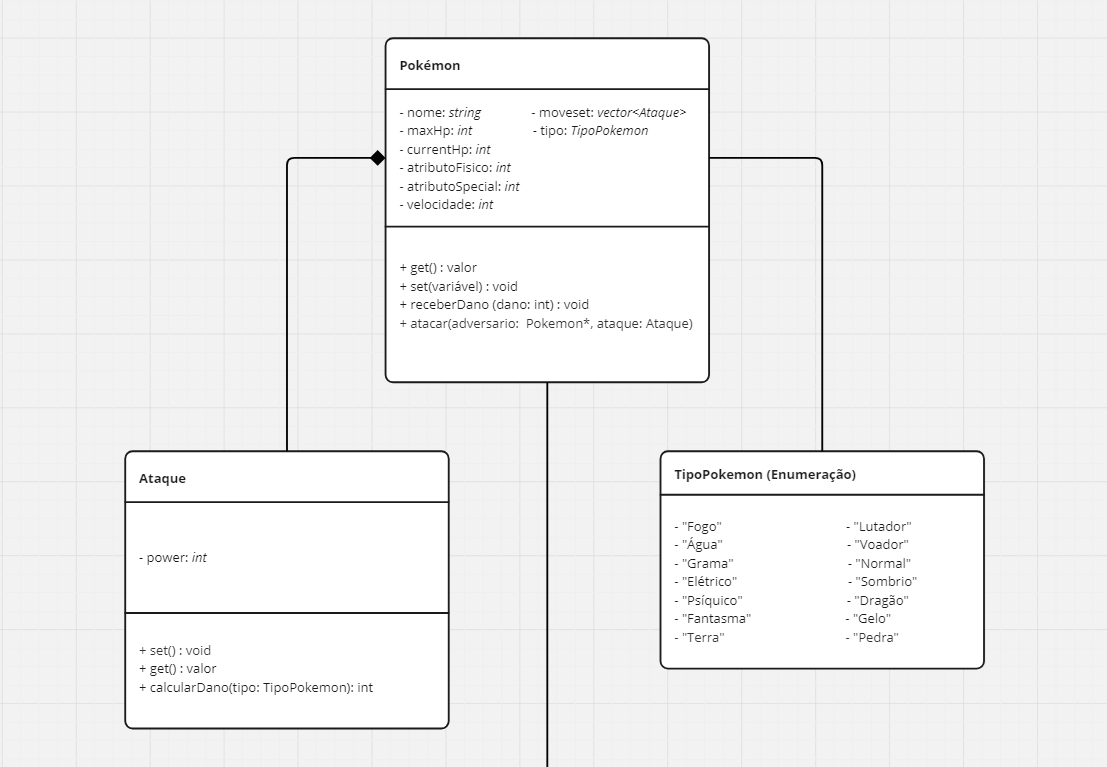 Pokémon
- nome: string
- maxHp: int
- currentHp: int
- atributoFisico: int
- atributoSpecial: int
- velocidade: int
- moveset: vector<Ataque>
- tipo: TipoPokemon
+ get() : valor
+ set(variável) : void
+ receberDano (dano: int) : void
+ atacar(adversario:  Pokemon*, ataque: Ataque)
Ataque
- power: int
+ set() : void
+ get() : valor
+ calcularDano(tipo: TipoPokemon): int
TipoPokemon (Enumeração)
- "Fogo"
- "Água"
- "Grama"
- "Elétrico"
- "Psíquico"
- "Fantasma"
- "Terra"
- "Lutador"
- "Voador"
- "Normal"
- "Sombrio"
- "Dragão"
- "Gelo"
- "Pedra"